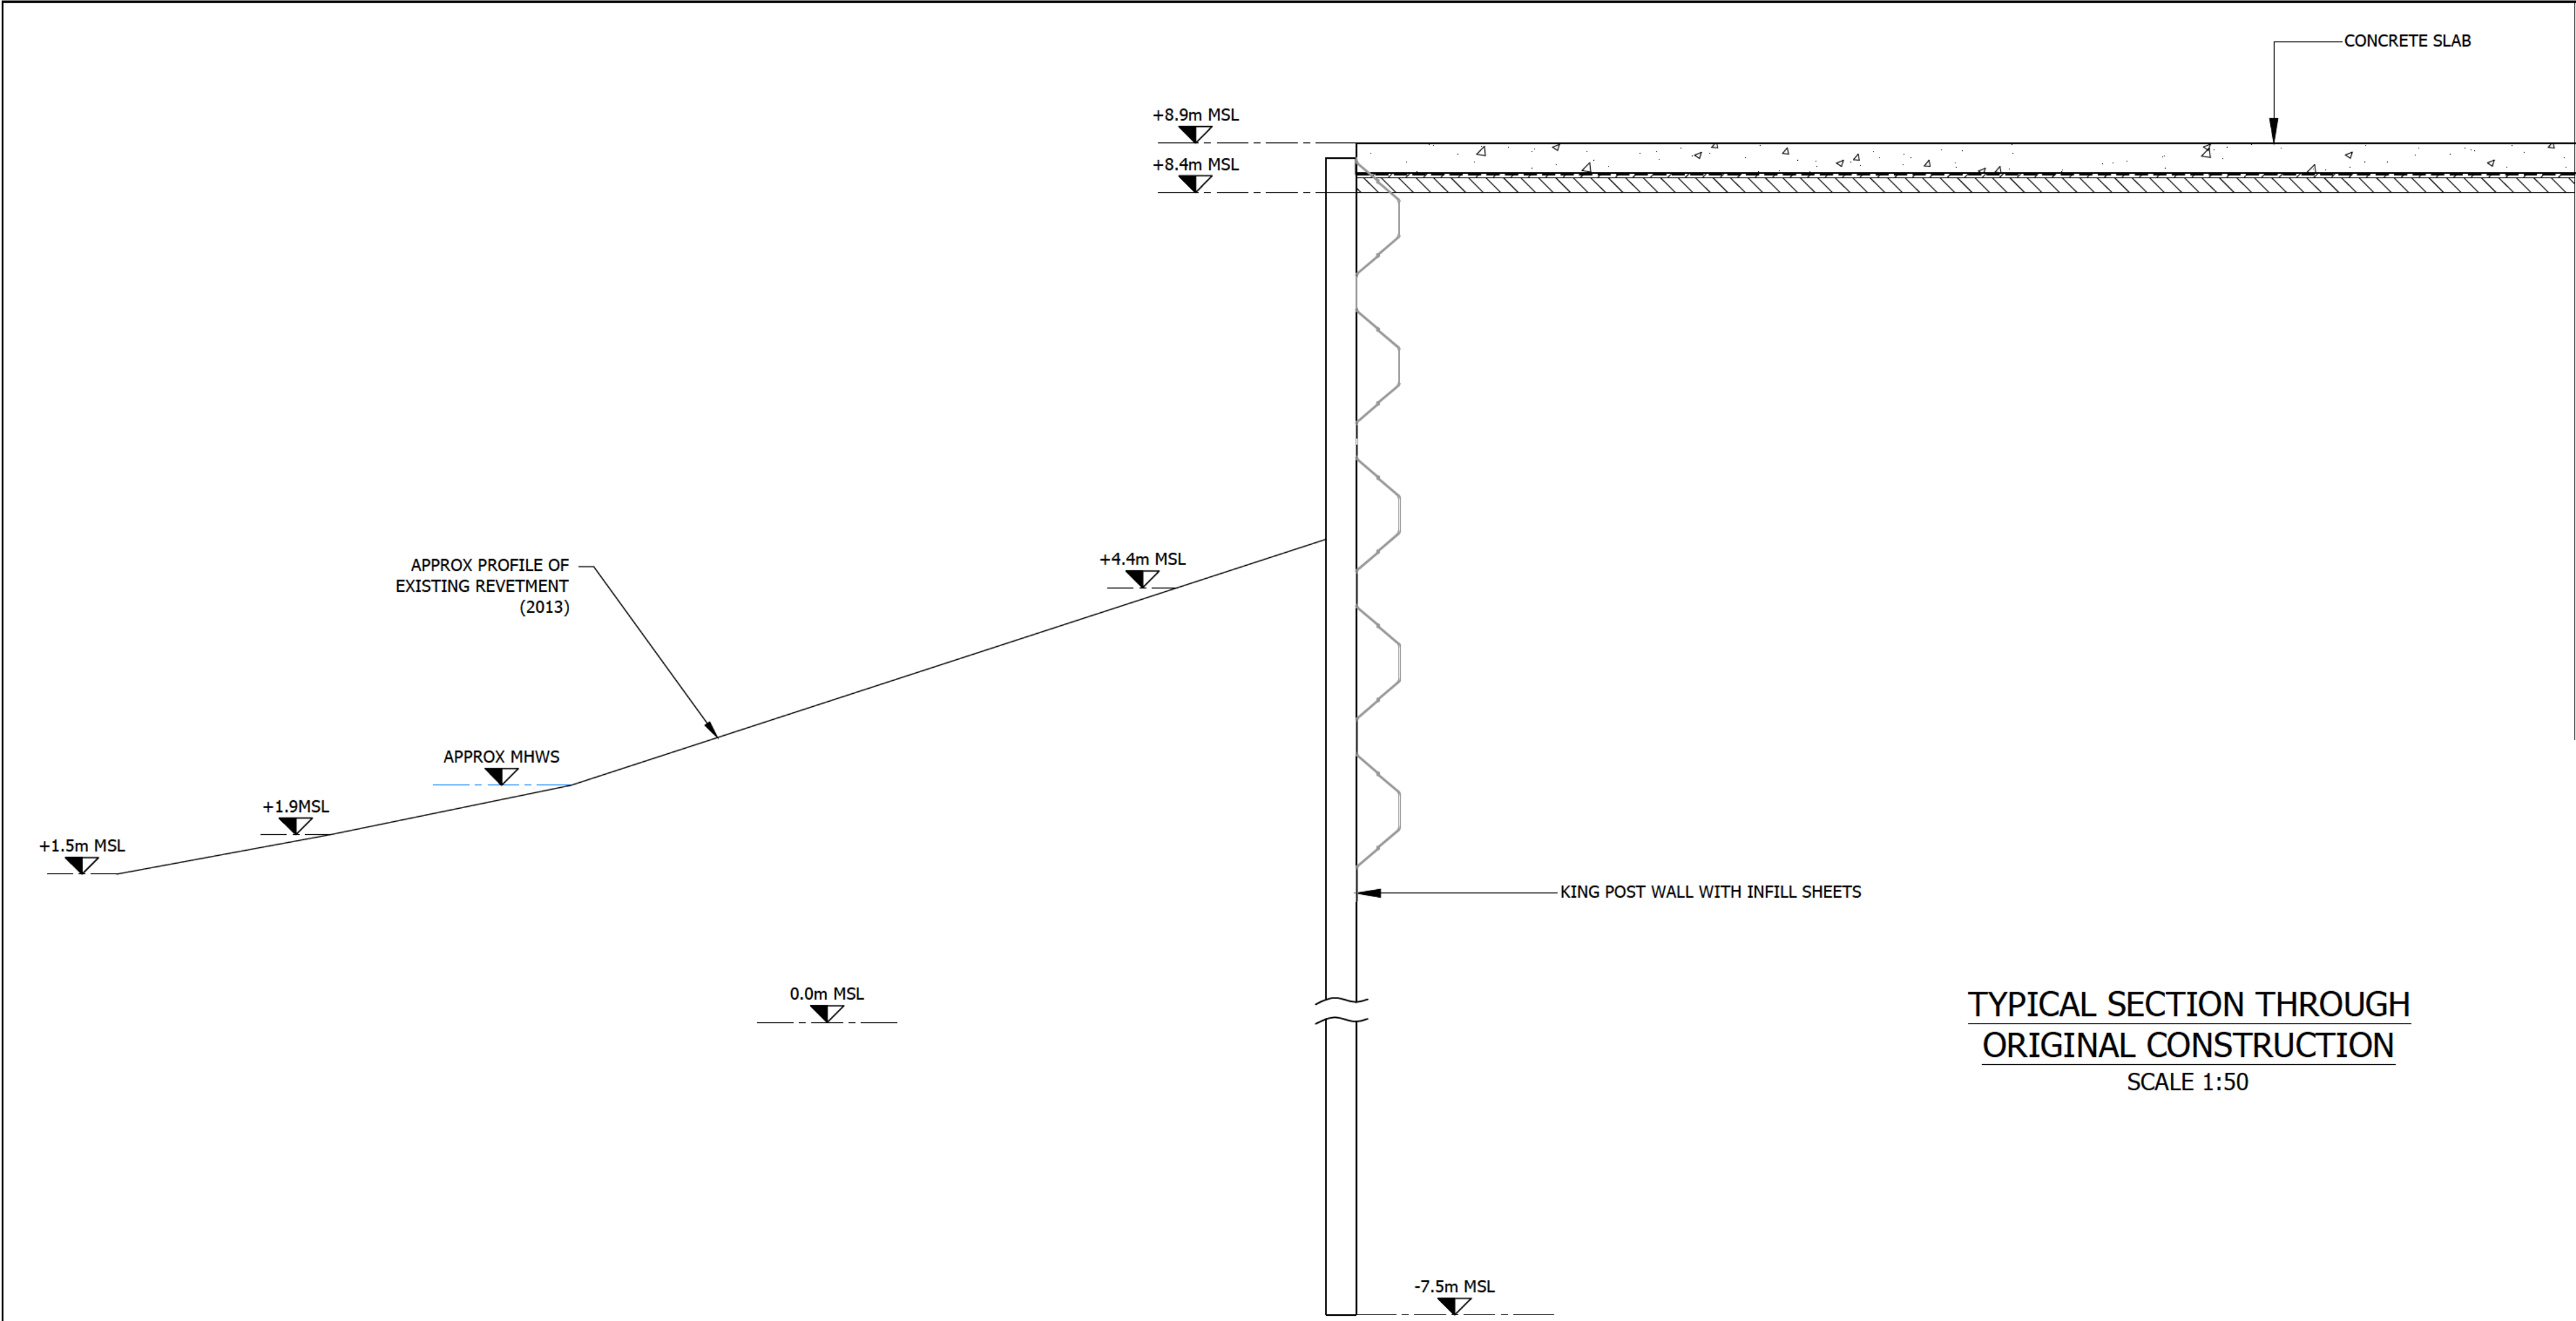 CONCRETE SLAB
+8.9m MSL
+8.4m MSL
APPROX PROFILE OF
EXISTING REVETMENT
(2013)
+4.4m MSL
APPROX MHWS
+1.9MSL
+1.5m MSL
KING POST WALL WITH INFILL SHEETS
0.0m MSL
TYPICAL SECTION THROUGH
ORIGINAL CONSTRUCTION
SCALE 1:50
-7.5m MSL